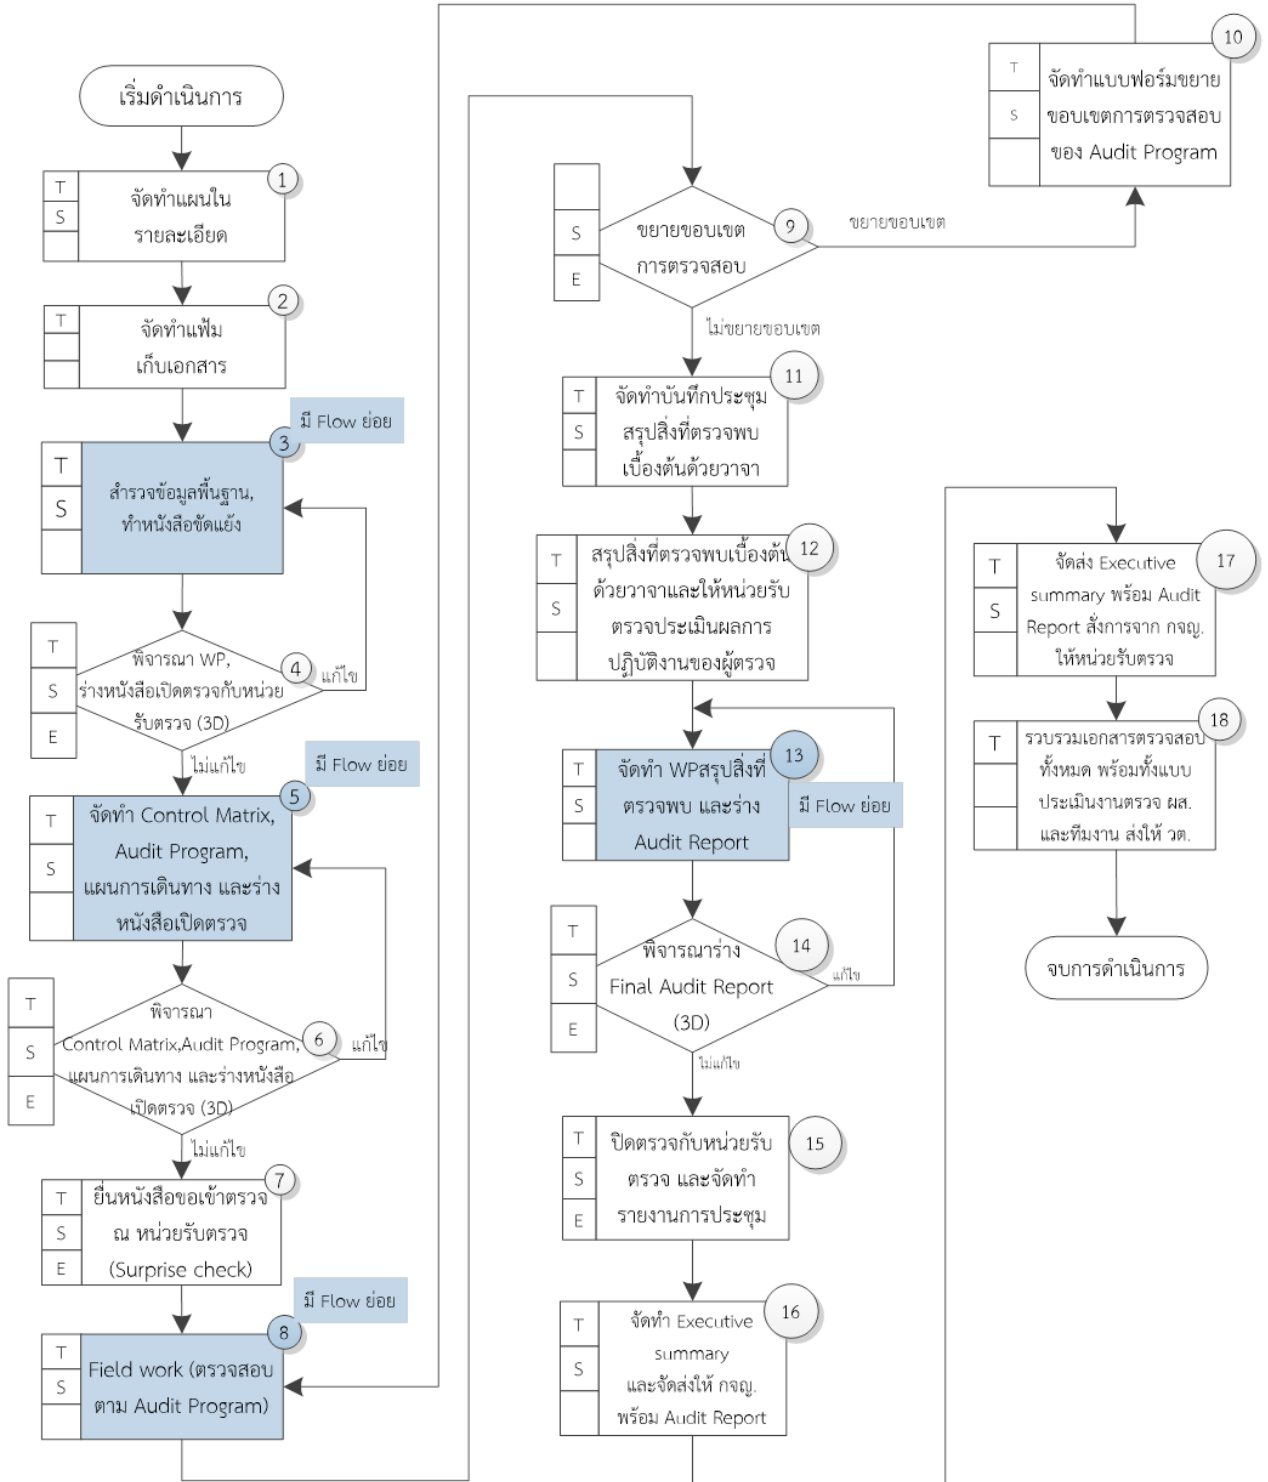 เริ่มดำเนินการ
1
T
S
จัดทำแผนใน
รายละเอียด
2
T
จัดทำแฟ้ม
เก็บเอกสาร
มี Flow ย่อย
3
T
S
สำรวจข้อมูลพื้นฐาน,
ทำหนังสือขัดแย้ง
T
S
E
พิจารณา WP,
ร่างหนังสือเปิดตรวจกับหน่วย
รับตรวจ (3D)
4
แก้ไข
ไม่แก้ไข
มี Flow ย่อย
5
T
S
จัดทำ Control Matrix,
Audit Program,
แผนการเดินทาง และร่าง
หนังสือเปิดตรวจ
T
S
E
พิจารณา
Control Matrix,Audit Program,
แผนการเดินทาง และร่างหนังสือ
เปิดตรวจ (3D)
6
แก้ไข
ไม่แก้ไข
7
T
S
E
ยื่นหนังสือขอเข้าตรวจ
ณ หน่วยรับตรวจ
(Surprise check)
มี Flow ย่อย
8
T
S
Field work (ตรวจสอบ
ตาม Audit Program)
S
E
ขยายขอบเขต
การตรวจสอบ
9
ขยายขอบเขต
ไม่ขยายขอบเขต
10
T
S
จัดทำแบบฟอร์มขยาย
ขอบเขตการตรวจสอบ
ของ Audit Program
11
T
S
จัดทำบันทึกประชุม
สรุปสิ่งที่ตรวจพบ
เบื้องต้นด้วยวาจา
12
T
S
สรุปสิ่งที่ตรวจพบเบื้องต้น
ด้วยวาจาและให้หน่วยรับ
ตรวจประเมินผลการ
ปฏิบัติงานของผู้ตรวจ
13
T
S
จัดทำ WPสรุปสิ่งที่
ตรวจพบ และร่าง
Audit Report
มี Flow ย่อย
T
S
E
พิจารณาร่าง
Final Audit Report
(3D)
14
แก้ไข
ไม่แก้ไข
15
T
S
E
ปิดตรวจกับหน่วยรับ
ตรวจ และจัดทำ
รายงานการประชุม
16
T
S
จัดทำ Executive
summary
และจัดส่งให้ กจญ.
พร้อม Audit Report
17
T
S
จัดส่ง Executive
summary พร้อม Audit
Report สั่งการจาก กจญ.
ให้หน่วยรับตรวจ
18
T
รวบรวมเอกสารตรวจสอบ
ทั้งหมด พร้อมทั้งแบบ
ประเมินงานตรวจ ผส.
และทีมงาน ส่งให้ วต.
จบการดำเนินการ